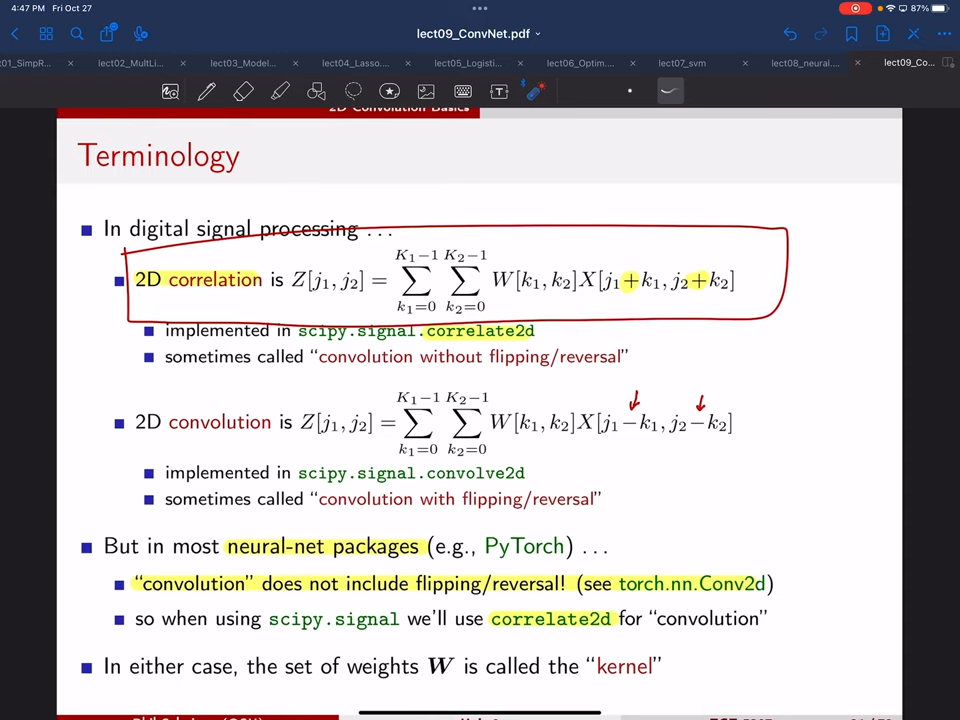 4:47 PM Fri Oct 27
87%
lect09_ConvNet.pdf
01_SimpR...
lect02_MultLi...
lect03_Model...
lect04_Lasso...
lect05_Logisti...
lect06_Optim...
lect07_svm
lect08_neural...
lect09_Co...
2D Convolution Basics
Terminology
In digital signal processing ...
2D correlation is Z[j₁, j₂] = ∑_{k₁=0}^{K₁−1} ∑_{k₂=0}^{K₂−1} W[k₁, k₂]X[j₁+k₁, j₂+k₂]
implemented in scipy.signal.correlate2d
sometimes called “convolution without flipping/reversal”
2D convolution is Z[j₁, j₂] = ∑_{k₁=0}^{K₁−1} ∑_{k₂=0}^{K₂−1} W[k₁, k₂]X[j₁−k₁, j₂−k₂]
implemented in scipy.signal.convolve2d
sometimes called “convolution with flipping/reversal”
But in most neural-net packages (e.g., PyTorch) ...
“convolution” does not include flipping/reversal! (see torch.nn.Conv2d)
so when using scipy.signal we’ll use correlate2d for “convolution”
In either case, the set of weights W is called the “kernel”